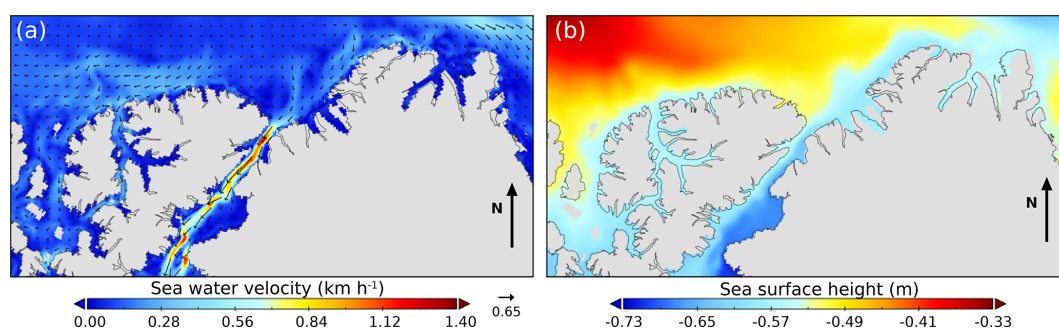 (a)
(b)
N
N
Sea water velocity (km h⁻¹)
0.00 0.28 0.56 0.84 1.12 1.40
0.65
Sea surface height (m)
-0.73 -0.65 -0.57 -0.49 -0.41 -0.33